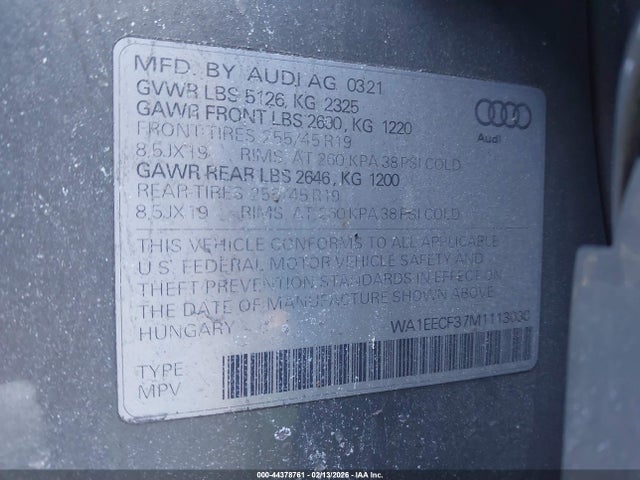 MFD. BY AUDI AG 0321
GVWR LBS 5126, KG 2325
GAWR FRONT LBS 2690, KG 1220
FRONT-TIRES 255/45 R19
8,5JX19 RIMS AT 260 KPA 38 PSI COLD
GAWR REAR LBS 2646, KG 1200
REAR-TIRES 255/45 R19
8,5JX19 RIMS AT 260 KPA 38 PSI COLD
Audi
THIS VEHICLE CONFORMS TO ALL APPLICABLE
U.S. FEDERAL MOTOR VEHICLE SAFETY AND
THEFT PREVENTION STANDARDS IN EFFECT ON
THE DATE OF MANUFACTURE SHOWN ABOVE.
HUNGARY WA1EECF37M1113030
TYPE:
MPV
000-44378761 - 02/13/2026 - IAA Inc.